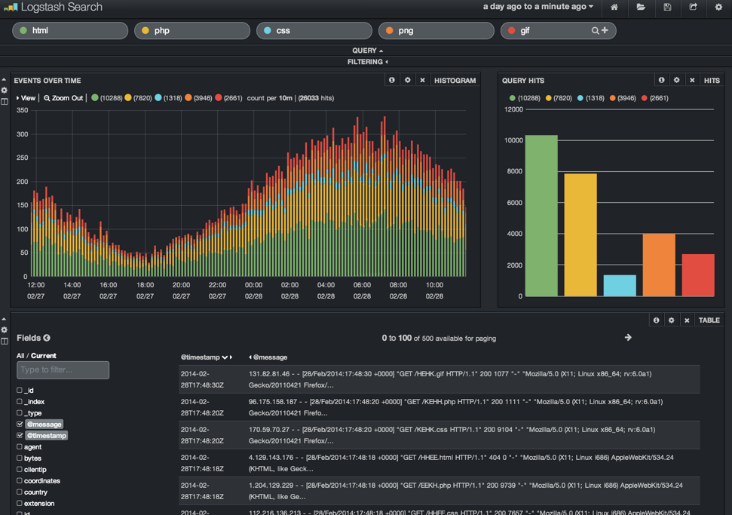 Logstash Search
a day ago to a minute ago
html
php
css
png
gif
QUERY
FILTERING
EVENTS OVER TIME
HISTOGRAM
View | Zoom Out | (10288) (7820) (1318) (3946) (2661) count per 10m | (26033 hits)
350
300
250
200
150
100
50
0
12:00 14:00 16:00 18:00 20:00 22:00 00:00 02:00 04:00 06:00 08:00 10:00
02/27 02/27 02/27 02/27 02/27 02/27 02/28 02/28 02/28 02/28 02/28 02/28
QUERY HITS
HITS
(10288) (7820) (1318) (3946) (2661)
12000
10000
8000
6000
4000
2000
0
TABLE
Fields
All / Current
Type to filter...
_id
_index
_type
@message
@timestamp
agent
bytes
clientip
coordinates
country
extension
id
0 to 100 of 500 available for paging
@timestamp
@message
2014-02-28T17:48:30Z
131.82.81.46 - - [28/Feb/2014:17:48:30 +0000] "GET /HEHK.gif HTTP/1.1" 200 1077 "-" "Mozilla/5.0 (X11; Linux x86_64; rv:6.0a1)
Gecko/20110421 Firefox/...
2014-02-28T17:48:20Z
96.175.158.187 - - [28/Feb/2014:17:48:20 +0000] "GET /KEHH.php HTTP/1.1" 200 1111 "-" "Mozilla/5.0 (X11; Linux x86_64; rv:6.0a1)
Gecko/20110421 Firefo...
2014-02-28T17:48:20Z
170.59.70.27 - - [28/Feb/2014:17:48:20 +0000] "GET /KEHK.css HTTP/1.1" 200 9104 "-" "Mozilla/5.0 (X11; Linux x86_64; rv:6.0a1)
Gecko/20110421 Firefox/...
2014-02-28T17:48:18Z
4.129.143.176 - - [28/Feb/2014:17:48:18 +0000] "GET /HHEE.html HTTP/1.1" 404 0 "-" "Mozilla/5.0 (X11; Linux i686) AppleWebKit/534.24
(KHTML, like Geck...
2014-02-28T17:48:18Z
1.204.129.229 - - [28/Feb/2014:17:48:18 +0000] "GET /EEKH.php HTTP/1.1" 200 9739 "-" "Mozilla/5.0 (X11; Linux i686) AppleWebKit/534.24
(KHTML, like Ge...
2014-02-
112.216.136.213 - - [28/Feb/2014:17:48:18 +0000] "GET /HHEE.css HTTP/1.1" 200 7657 "-" "Mozilla/5.0 (X11; Linux i686) AppleWebKit/534.24